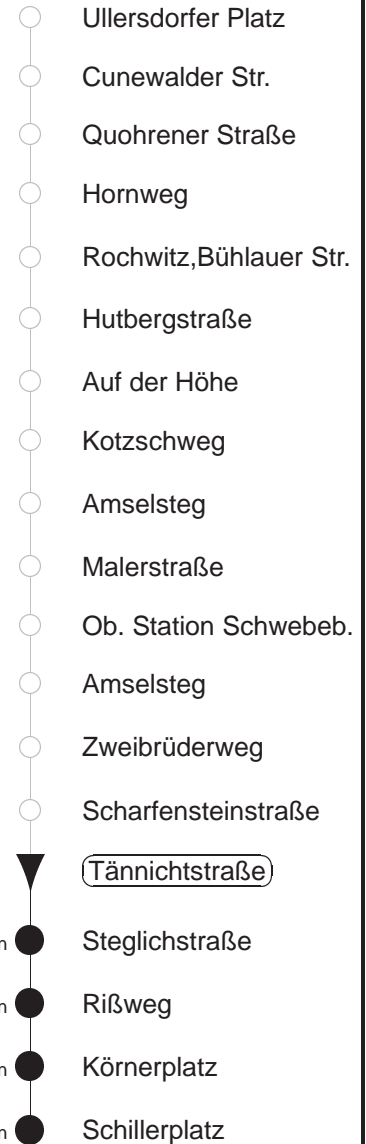 Ullersdorfer Platz
Cunewalder Str.
Quohrener Straße
Hornweg
Rochwitz,Bühlauer Str.
Hutbergstraße
Auf der Höhe
Kotzschweg
Amselsteg
Malerstraße
Ob. Station Schwebeb.
Amselsteg
Zweibrüderweg
Scharfensteinstraße
Tännichtstraße
Steglichstraße
Rißweg
Körnerplatz
Schillerplatz